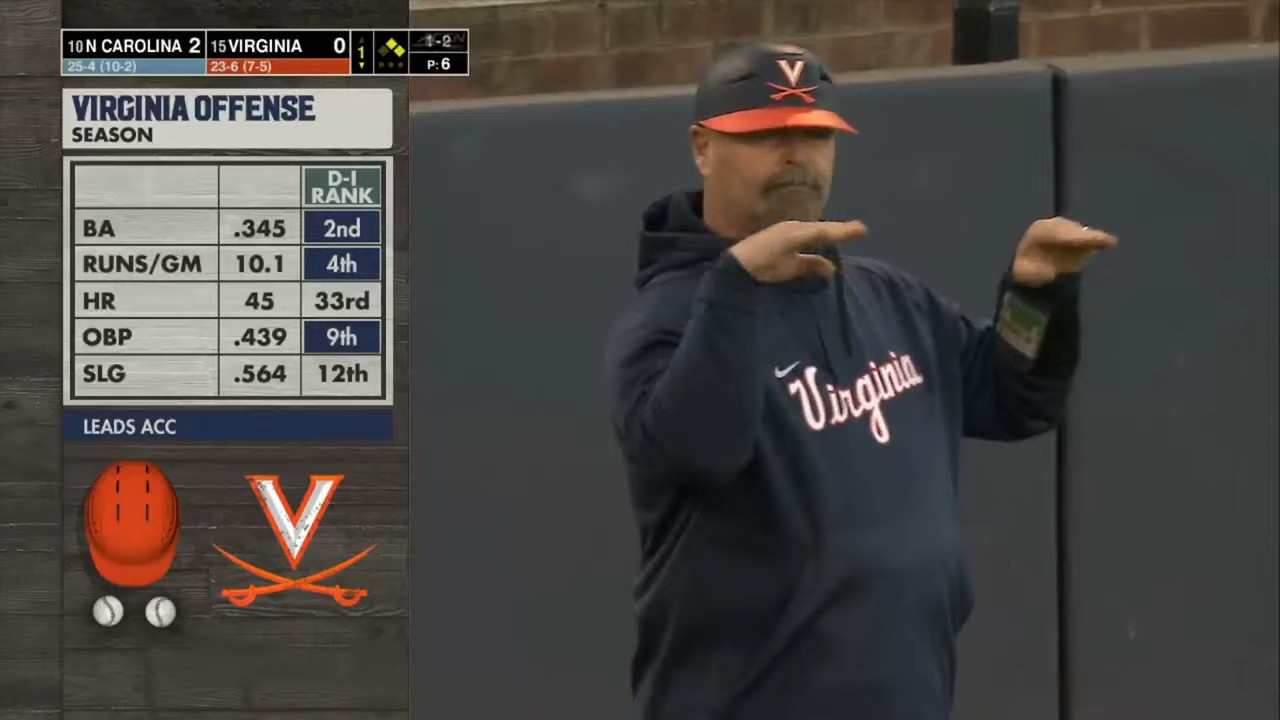 10 N CAROLINA 2 15 VIRGINIA 0 1 1-2
25-4 (10-2) 23-6 (7-5) P: 6
VIRGINIA OFFENSE
SEASON
D-I
RANK
BA .345 2nd
RUNS/GM 10.1 4th
HR 45 33rd
OBP .439 9th
SLG .564 12th
LEADS ACC
V
V
Virginia